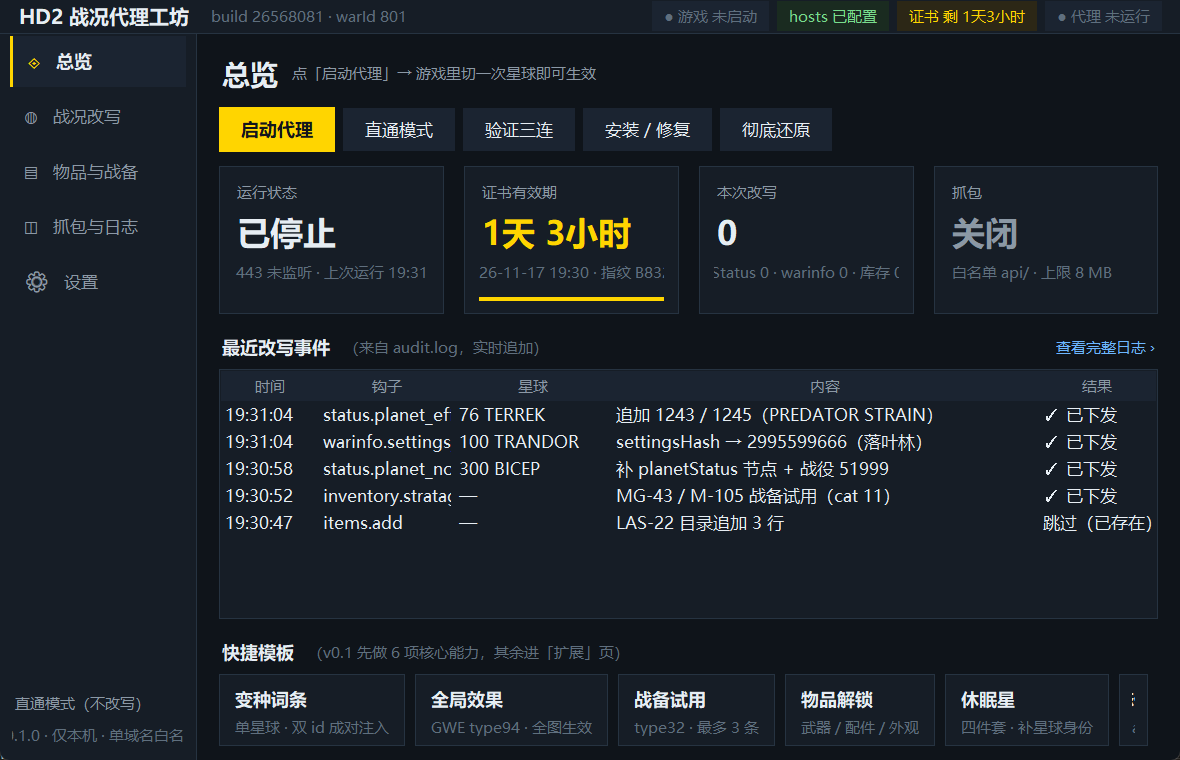 HD2 战况代理工坊 build 26568081 · warId 801 ● 游戏 未启动 hosts 已配置 证书 剩 1天3小时 ● 代理 未运行
总览
战况改写
物品与战备
抓包与日志
设置
直通模式（不改写）
.1.0 · 仅本机 · 单域名白名
总览 点「启动代理」→ 游戏里切一次星球即可生效
启动代理 直通模式 验证三连 安装 / 修复 彻底还原
运行状态
已停止
443 未监听 · 上次运行 19:31
证书有效期
1天 3小时
26-11-17 19:30 · 指纹 B83
本次改写
0
Status 0 · warinfo 0 · 库存 0
抓包
关闭
白名单 api/ · 上限 8 MB
最近改写事件 (来自 audit.log，实时追加) 查看完整日志 ›
时间 钩子 星球 内容 结果
19:31:04 status.planet_ef 76 TERREK 追加 1243 / 1245（PREDATOR STRAIN） ✓ 已下发
19:31:04 warinfo.settings 100 TRANDOR settingsHash → 2995599666（落叶林） ✓ 已下发
19:30:58 status.planet_nc 300 BICEP 补 planetStatus 节点 + 战役 51999 ✓ 已下发
19:30:52 inventory.stratag — MG-43 / M-105 战备试用（cat 11） ✓ 已下发
19:30:47 items.add — LAS-22 目录追加 3 行 跳过（已存在）
快捷模板 (v0.1 先做 6 项核心能力，其余进「扩展」页)
变种词条
单星球 · 双 id 成对注入
全局效果
GWE type94 · 全图生效
战备试用
type32 · 最多 3 条
物品解锁
武器 / 配件 / 外观
休眠星
四件套 · 补星球身份